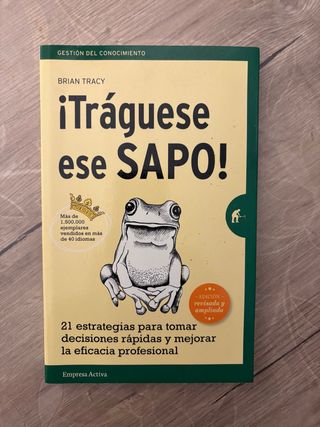 GESTIÓN DEL CONOCIMIENTO
BRIAN TRACY
¡Tráguese
ese SAPO!
Más de
1.500.000
ejemplares
vendidos en más
de 40 idiomas
EDICIÓN
revisada y
ampliada
21 estrategias para tomar
decisiones rápidas y mejorar
la eficacia profesional
Empresa Activa